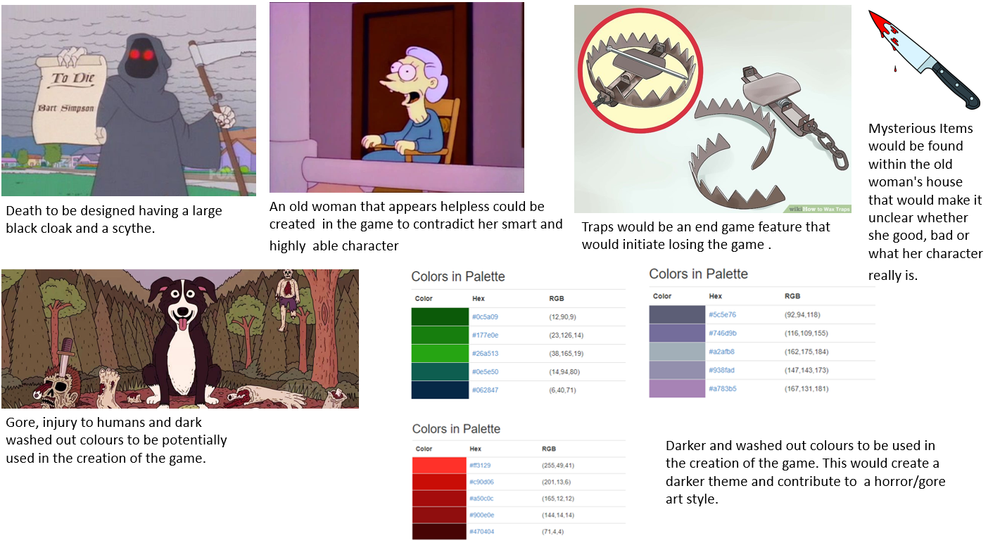 To Die
Bart Simpson
FOX
Death to be designed having a large
black cloak and a scythe.
An old woman that appears helpless could be
created in the game to contradict her smart and
highly able character
wikiHow to Wax Traps
Traps would be an end game feature that
would initiate losing the game .
Mysterious Items
would be found
within the old
woman's house
that would make it
unclear whether
she good, bad or
what her character
really is.
Gore, injury to humans and dark
washed out colours to be potentially
used in the creation of the game.
Colors in Palette
Color Hex RGB
#0c5a09 (12,90,9)
#177e0e (23,126,14)
#26a513 (38,165,19)
#0e5e50 (14,94,80)
#062847 (6,40,71)
Colors in Palette
Color Hex RGB
#5c5e76 (92,94,118)
#746d9b (116,109,155)
#a2afb8 (162,175,184)
#938fad (147,143,173)
#a783b5 (167,131,181)
Colors in Palette
Color Hex RGB
#ff3129 (255,49,41)
#c90d06 (201,13,6)
#a50c0c (165,12,12)
#900e0e (144,14,14)
#470404 (71,4,4)
Darker and washed out colours to be used in
the creation of the game. This would create a
darker theme and contribute to a horror/gore
art style.